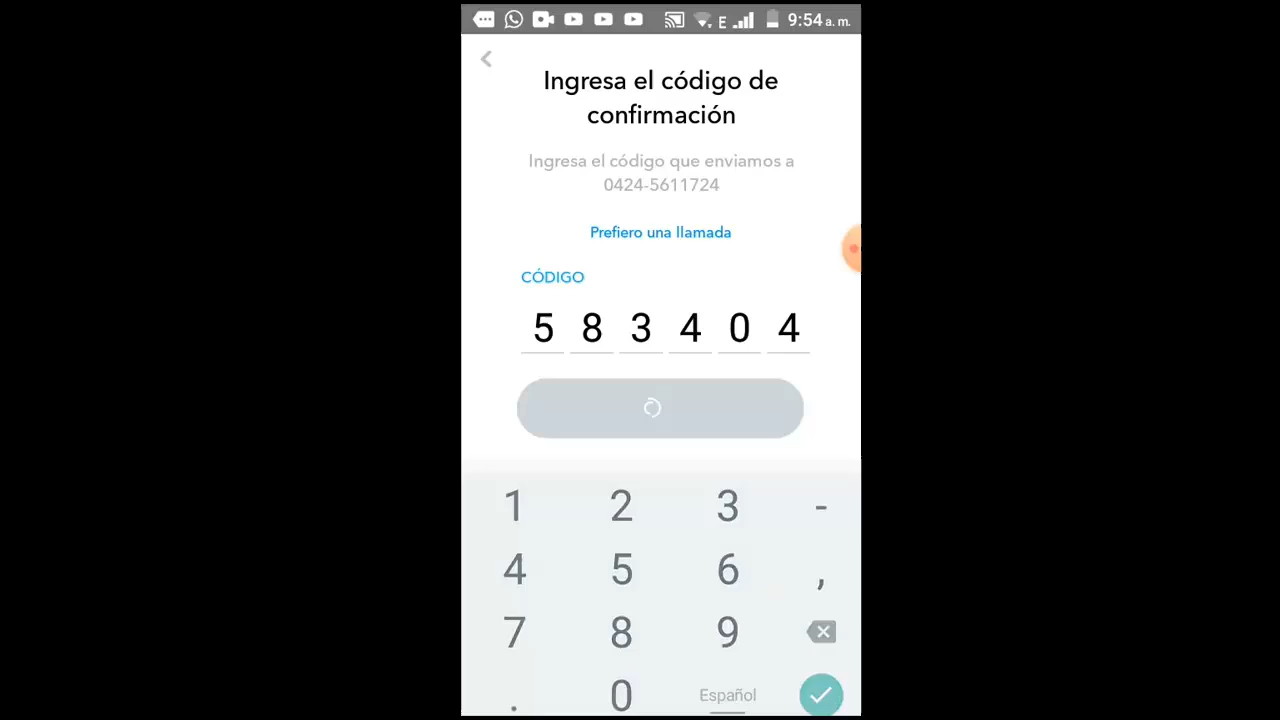 E 9:54 a. m.
Ingresa el código de
confirmación
Ingresa el código que enviamos a
0424-5611724
Prefiero una llamada
CÓDIGO
5 8 3 4 0 4
1 2 3 -
4 5 6 ,
7 8 9
. 0 Español